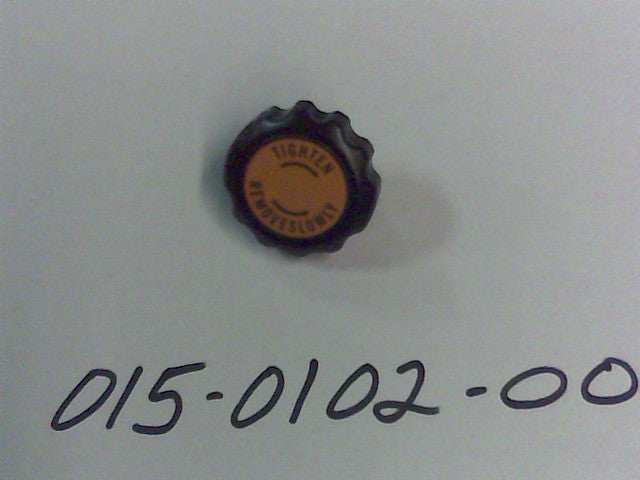 TIGHTEN
REMOVE SLOWLY
015-0102-00